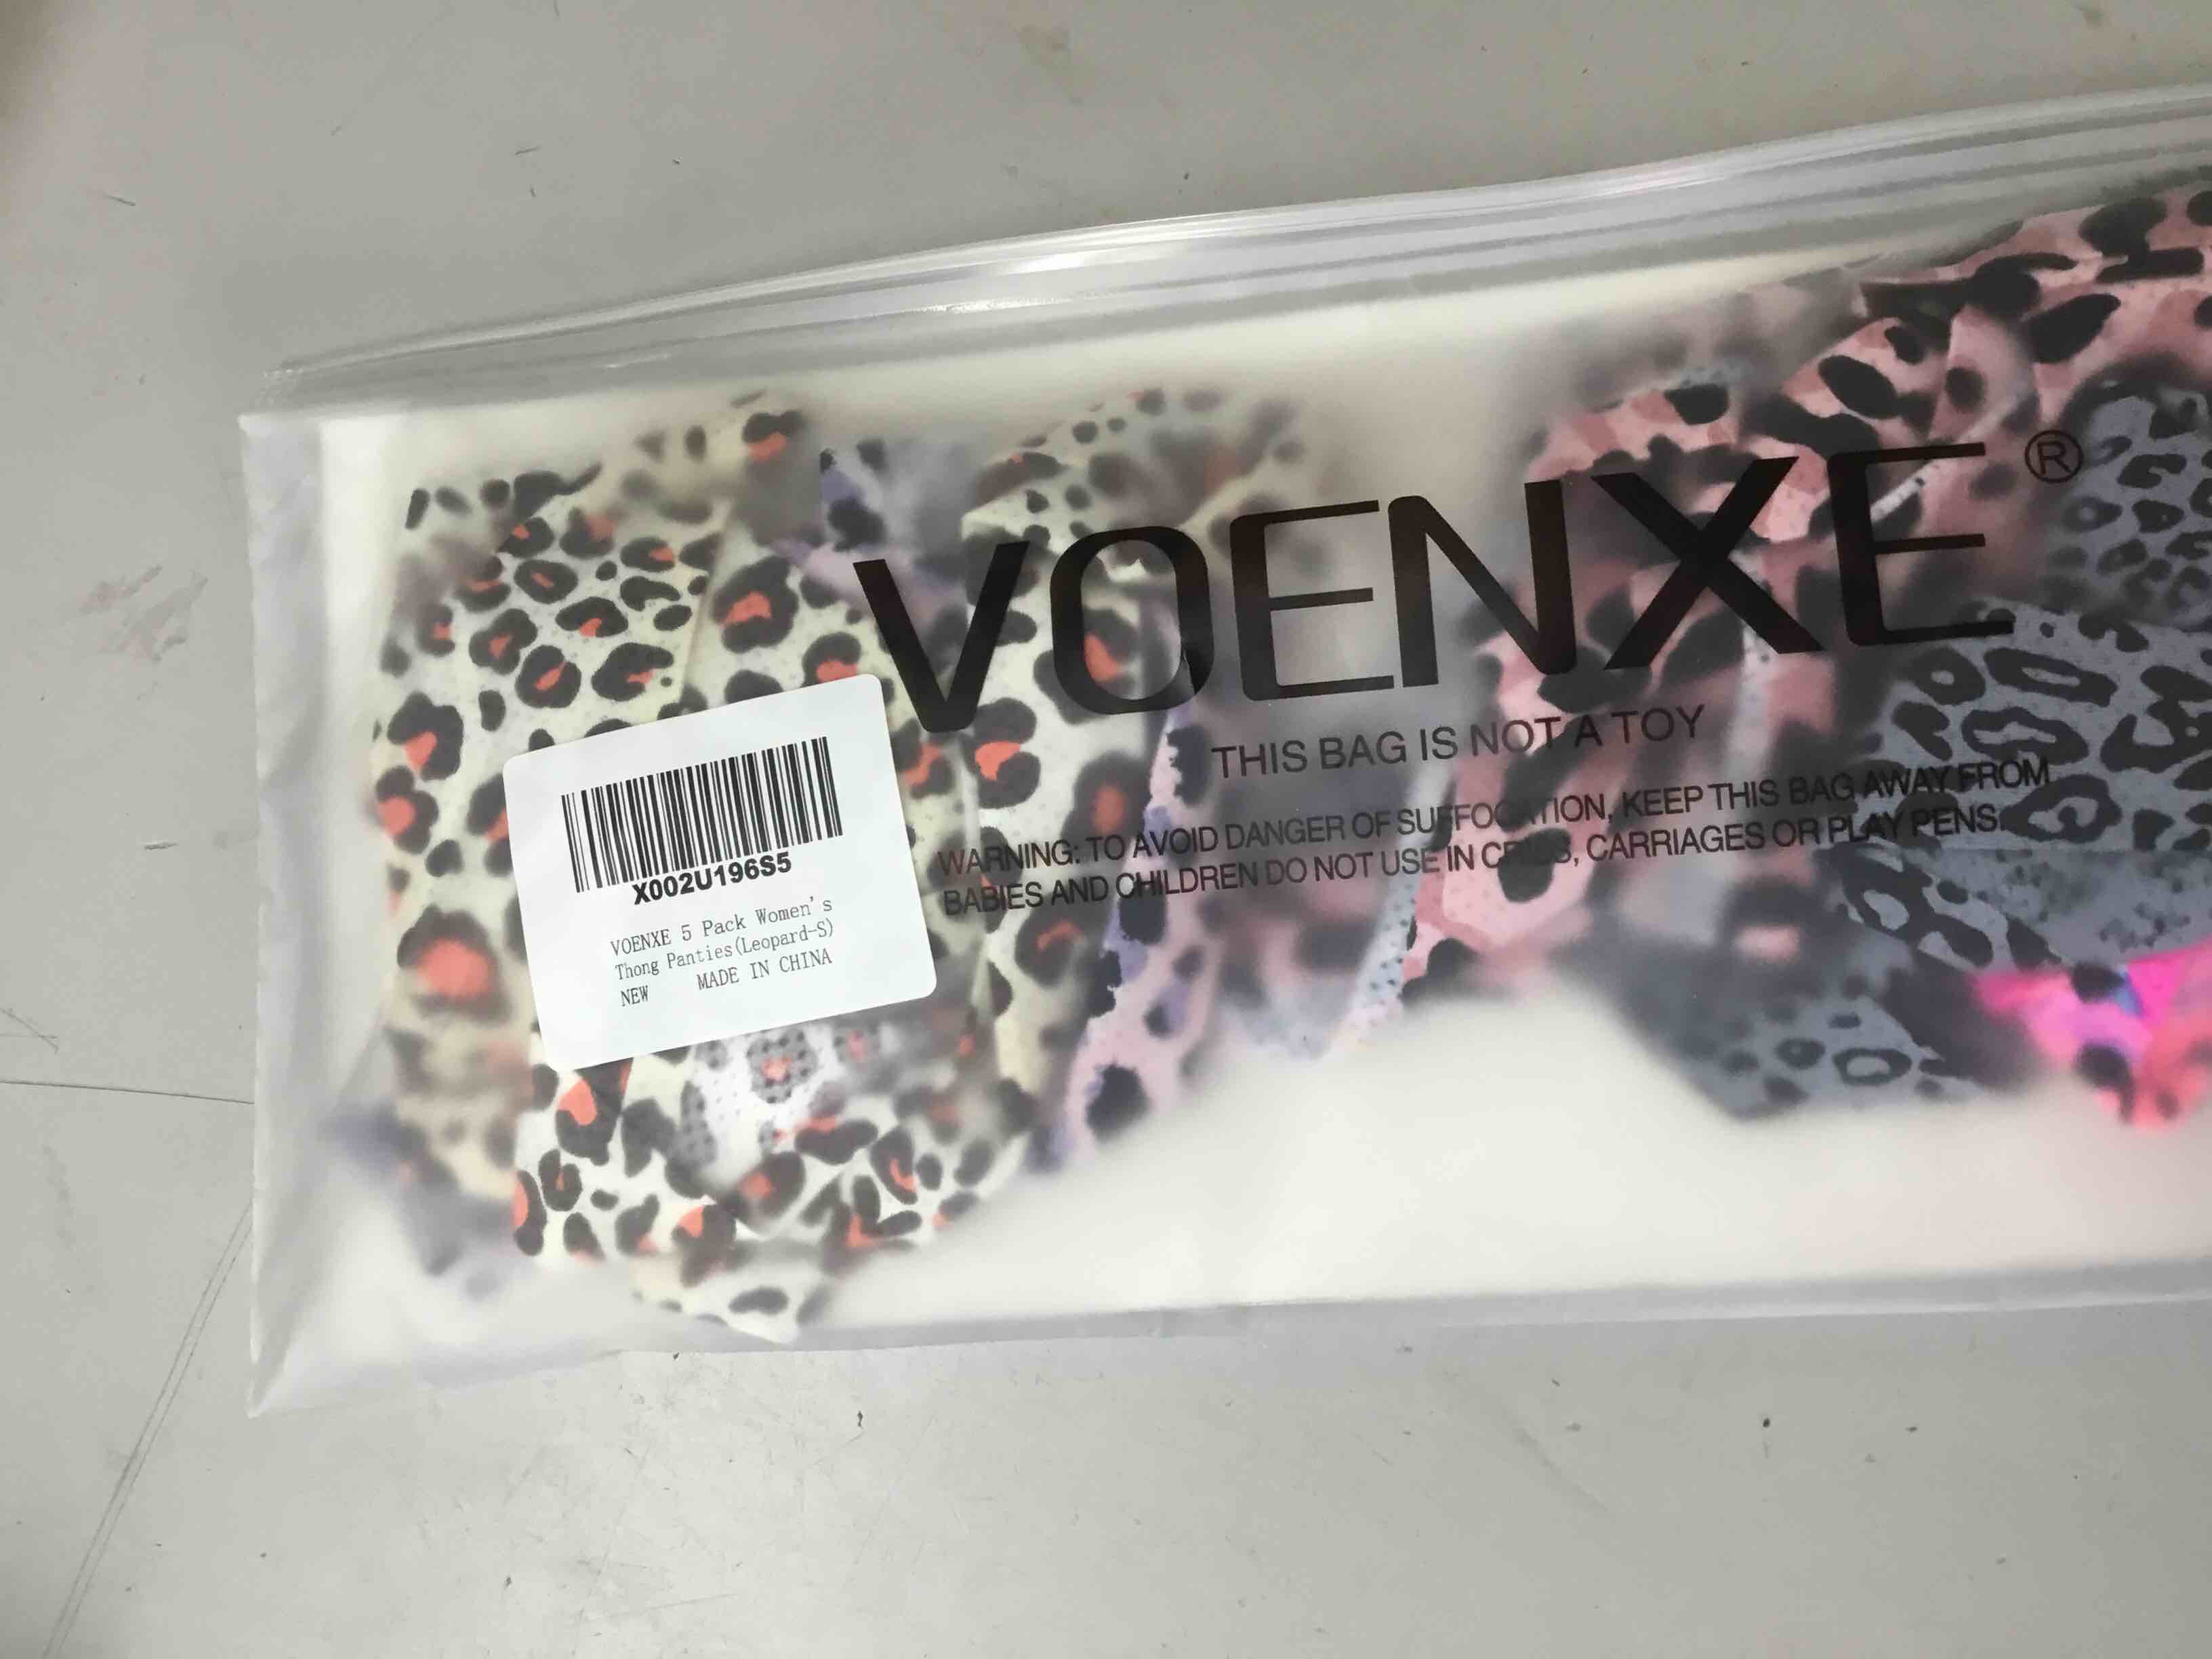 VOENXE®
THIS BAG IS NOT A TOY
WARNING: TO AVOID DANGER OF SUFFOCATION, KEEP THIS BAG AWAY FROM
BABIES AND CHILDREN DO NOT USE IN CRIBS, CARRIAGES OR PLAY PENS.
X002U196S5
VOENXE 5 Pack Women's
Thong Panties(Leopard-S)
NEW MADE IN CHINA